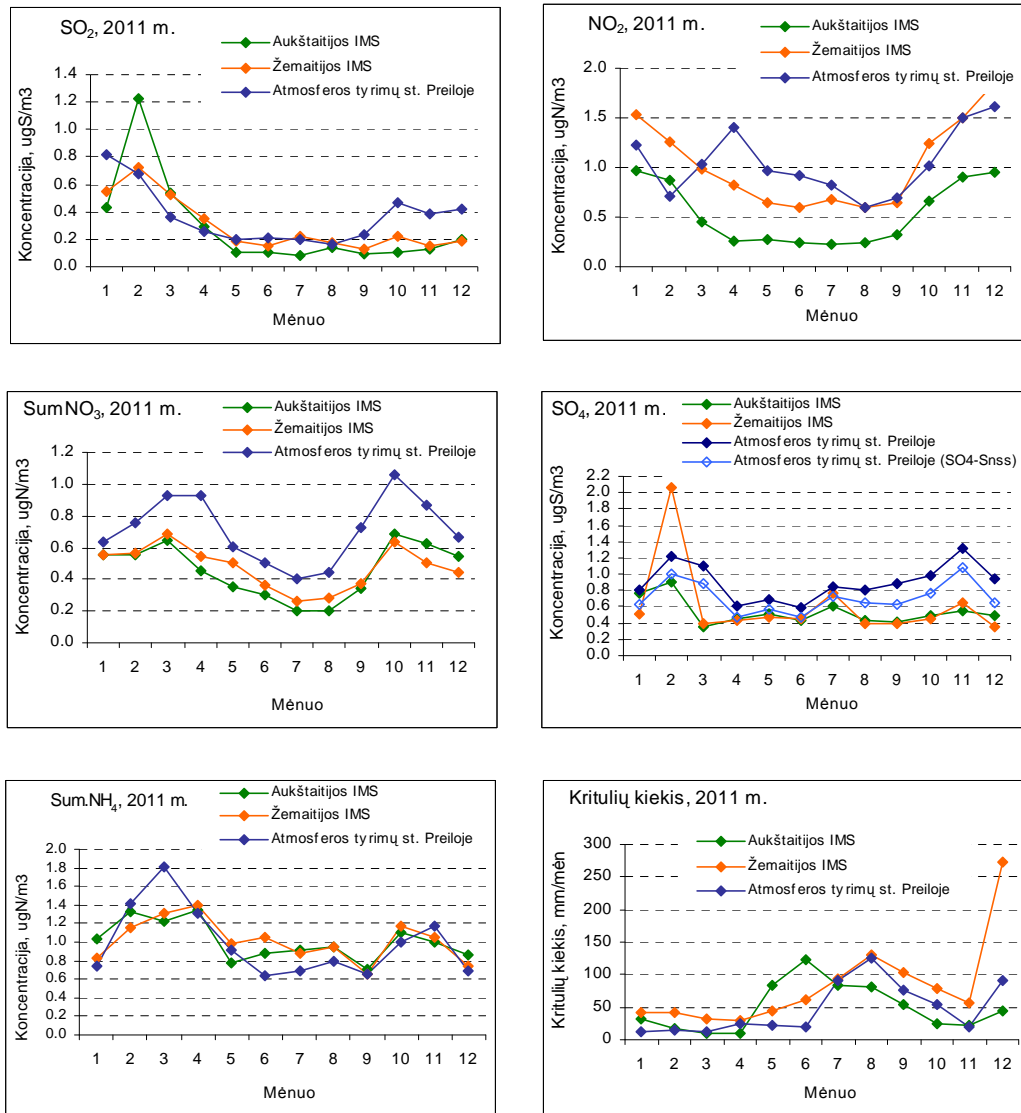 SO₂, 2011 m.
Aukštaitijos IMS
Žemaitijos IMS
Atmosferos tyrimų st. Preiloje
Koncentracija, ugS/m3
1.4
1.2
1.0
0.8
0.6
0.4
0.2
0.0
1 2 3 4 5 6 7 8 9 10 11 12
Mėnuo
NO₂, 2011 m.
Aukštaitijos IMS
Žemaitijos IMS
Atmosferos tyrimų st. Preiloje
Koncentracija, ugN/m3
2.0
1.5
1.0
0.5
0.0
1 2 3 4 5 6 7 8 9 10 11 12
Mėnuo
SumNO₃, 2011 m.
Aukštaitijos IMS
Žemaitijos IMS
Atmosferos tyrimų st. Preiloje
Koncentracija, ugN/m3
1.2
1.0
0.8
0.6
0.4
0.2
0.0
1 2 3 4 5 6 7 8 9 10 11 12
Mėnuo
SO₄, 2011 m.
Aukštaitijos IMS
Žemaitijos IMS
Atmosferos tyrimų st. Preiloje
Atmosferos tyrimų st. Preiloje (SO4-Snss)
Koncentracija, ugS/m3
2.2
2.0
1.8
1.6
1.4
1.2
1.0
0.8
0.6
0.4
0.2
0.0
1 2 3 4 5 6 7 8 9 10 11 12
Mėnuo
Sum.NH₄, 2011 m.
Aukštaitijos IMS
Žemaitijos IMS
Atmosferos tyrimų st. Preiloje
Koncentracija, ugN/m3
2.0
1.8
1.6
1.4
1.2
1.0
0.8
0.6
0.4
0.2
0.0
1 2 3 4 5 6 7 8 9 10 11 12
Mėnuo
Kritulių kiekis, 2011 m.
Aukštaitijos IMS
Žemaitijos IMS
Atmosferos tyrimų st. Preiloje
Kritulių kiekis, mm/mėn
300
250
200
150
100
50
0
1 2 3 4 5 6 7 8 9 10 11 12
Mėnuo